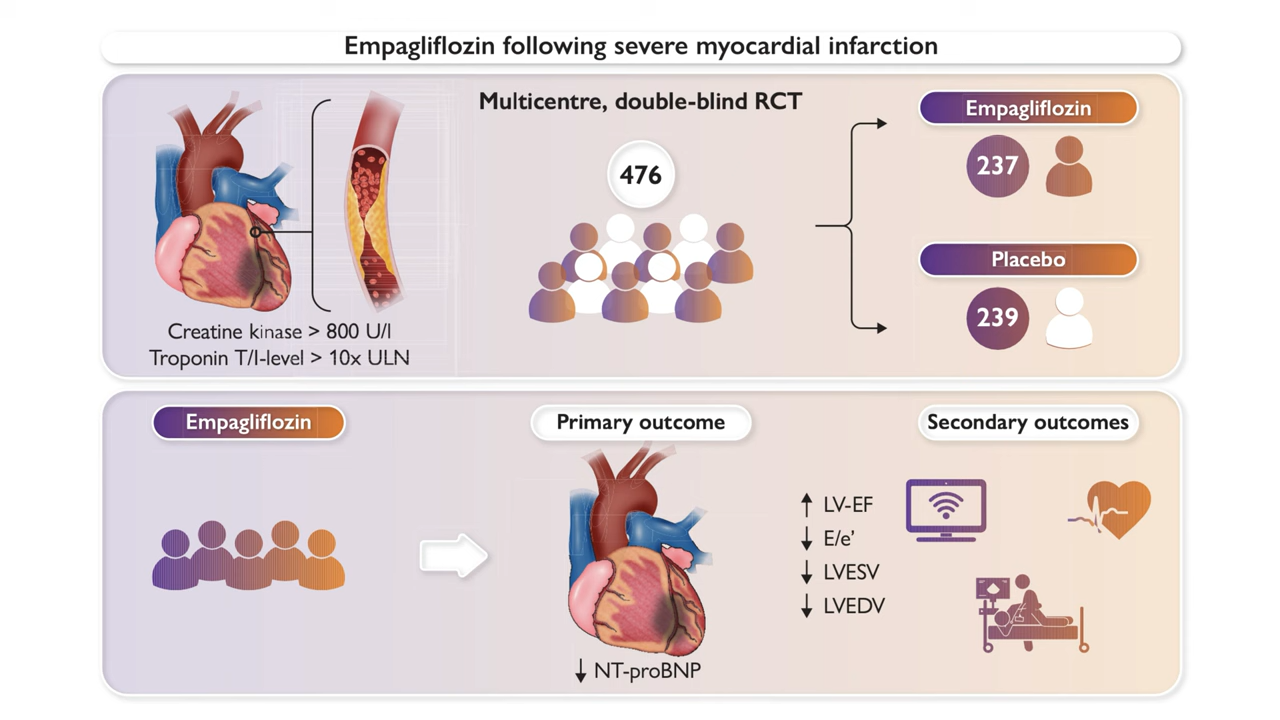 Empagliflozin following severe myocardial infarction
Multicentre, double-blind RCT
476
Creatine kinase > 800 U/l
Troponin T/I-level > 10x ULN
Empagliflozin
237
Placebo
239
Empagliflozin
Primary outcome
↓ NT-proBNP
Secondary outcomes
↑ LV-EF
↓ E/e’
↓ LVESV
↓ LVEDV